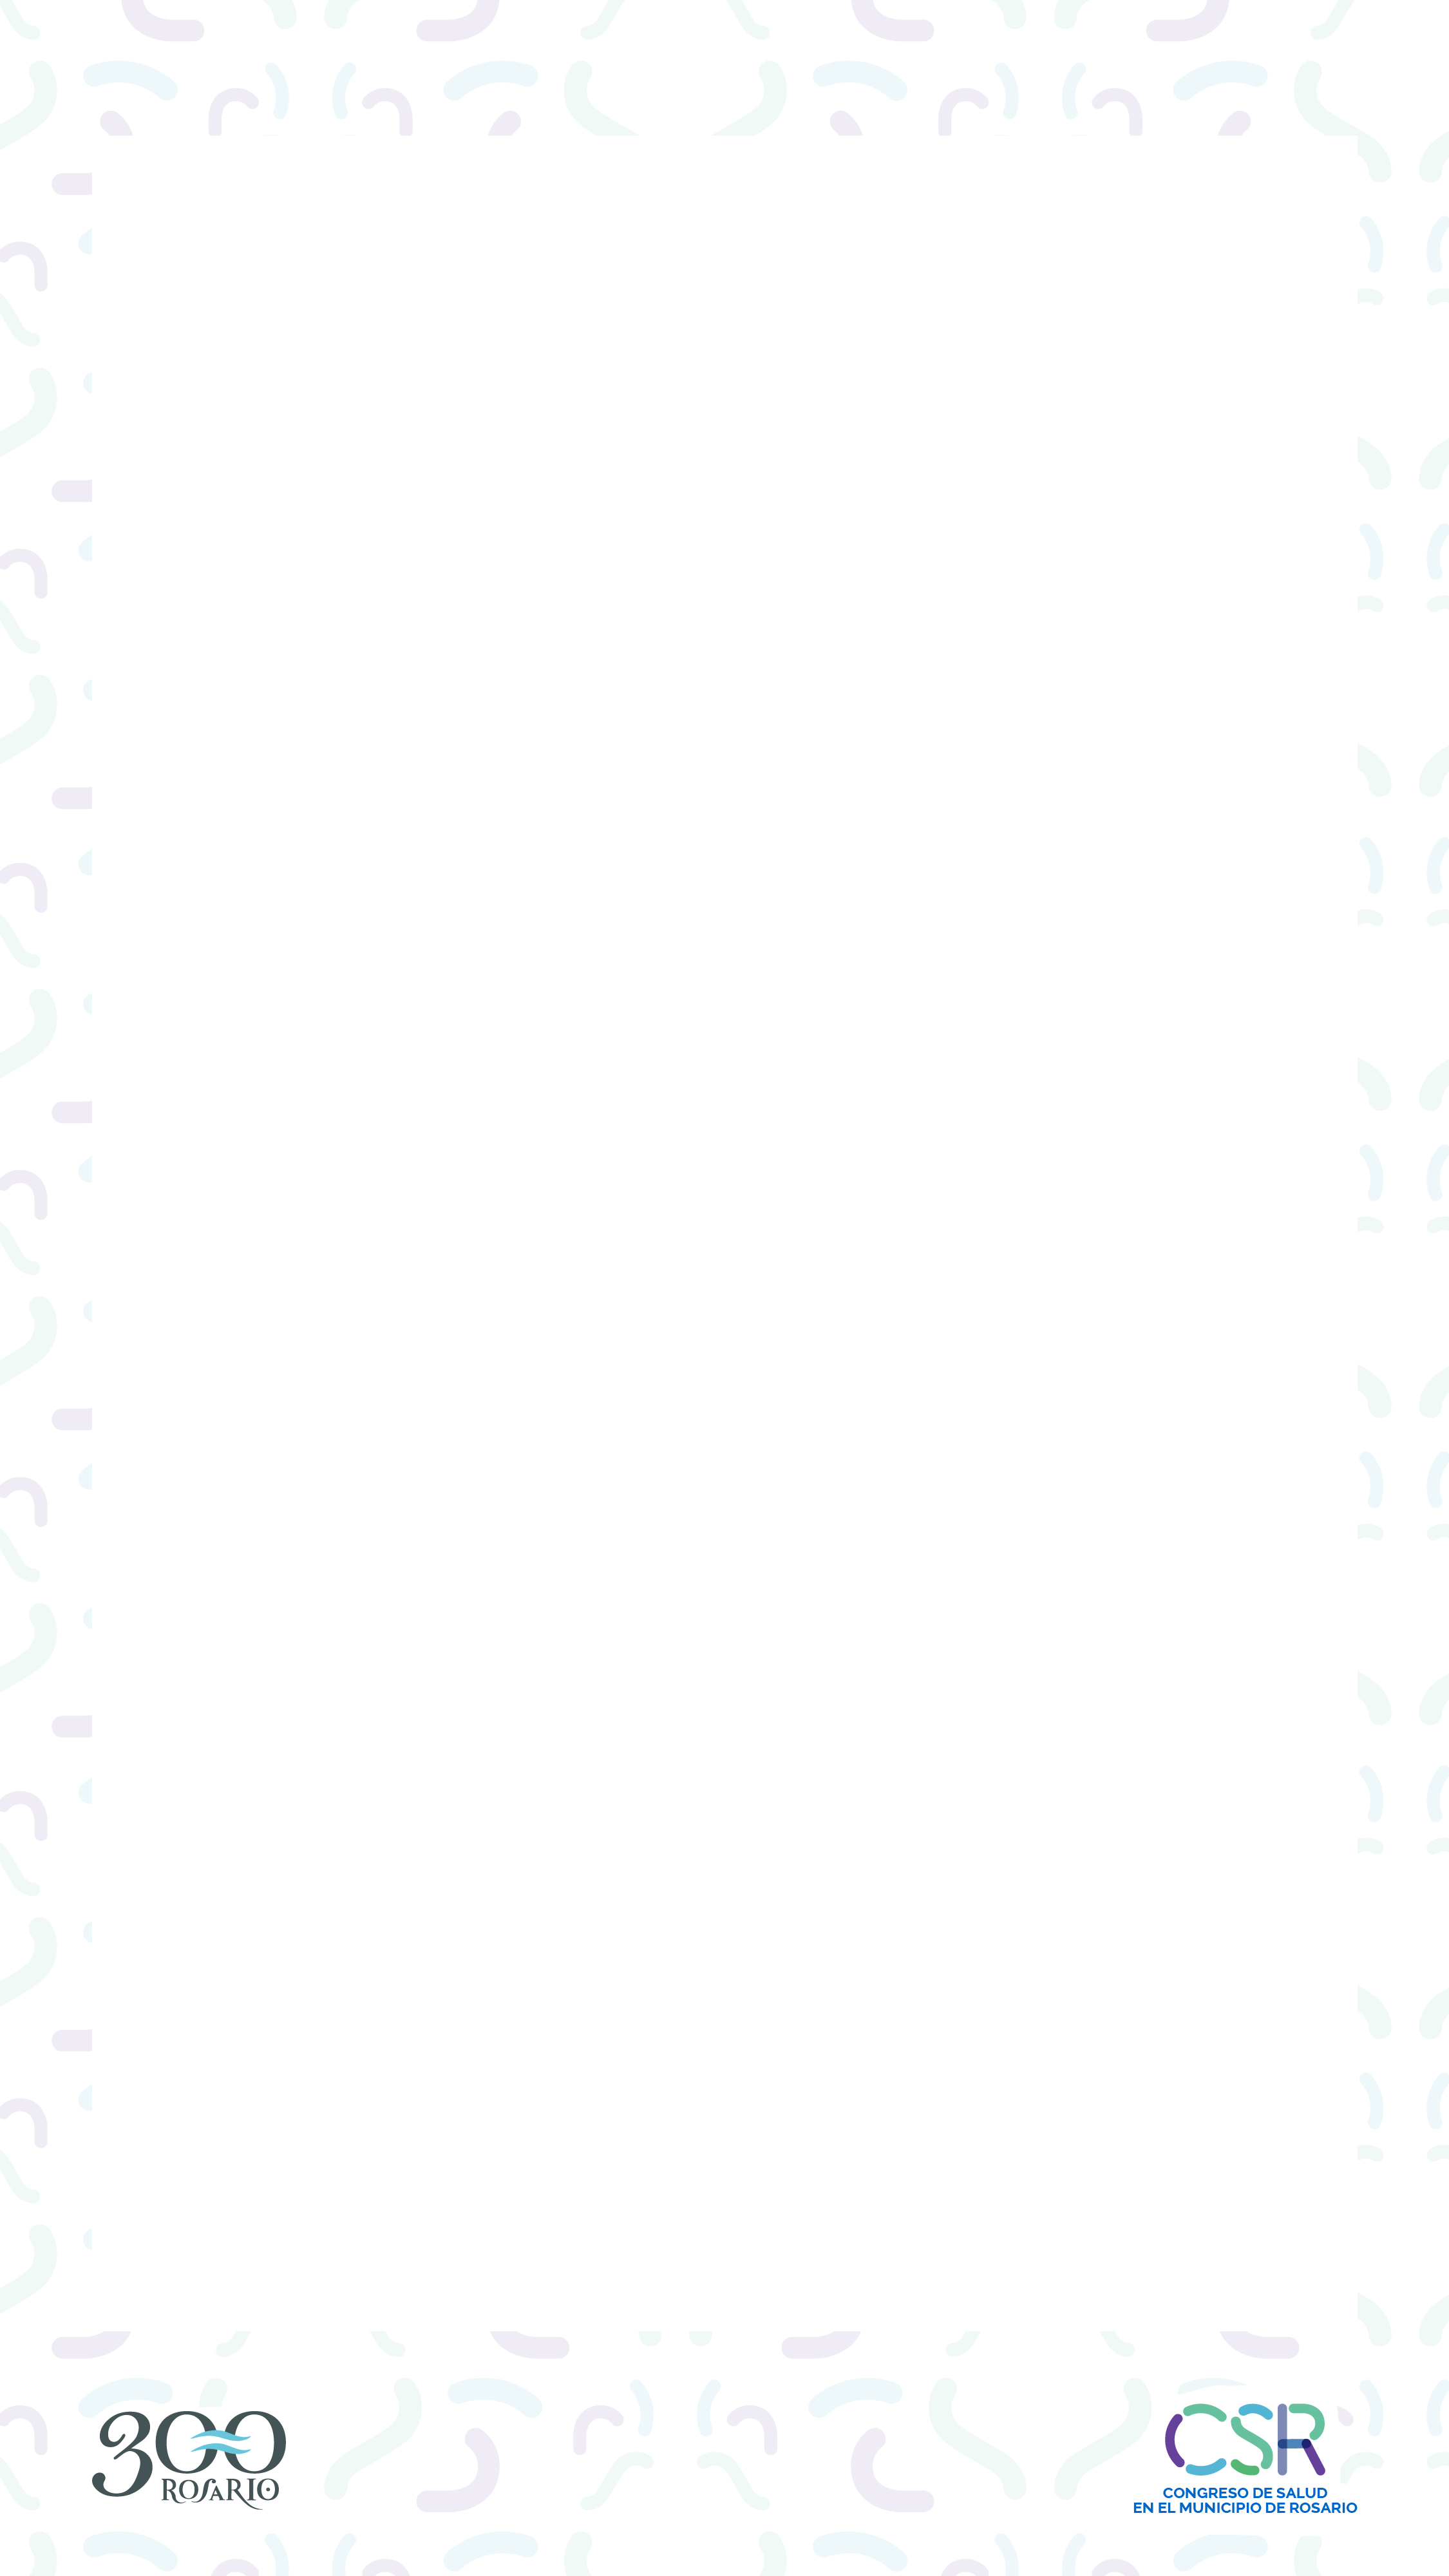 300
ROSARIO
CSR
CONGRESO DE SALUD
EN EL MUNICIPIO DE ROSARIO